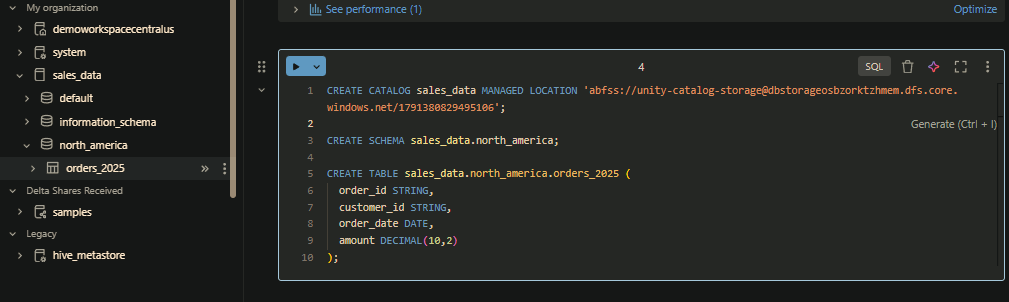 My organization
demoworkspacecentralus
system
sales_data
default
information_schema
north_america
orders_2025
Delta Shares Received
samples
Legacy
hive_metastore
See performance (1)
Optimize
4
SQL
1 CREATE CATALOG sales_data MANAGED LOCATION 'abfss://unity-catalog-storage@dbstorageosbzorktzhmem.dfs.core.
windows.net/1791380829495106';
2
Generate (Ctrl + I)
3 CREATE SCHEMA sales_data.north_america;
4
5 CREATE TABLE sales_data.north_america.orders_2025 (
6 order_id STRING,
7 customer_id STRING,
8 order_date DATE,
9 amount DECIMAL(10,2)
10 );